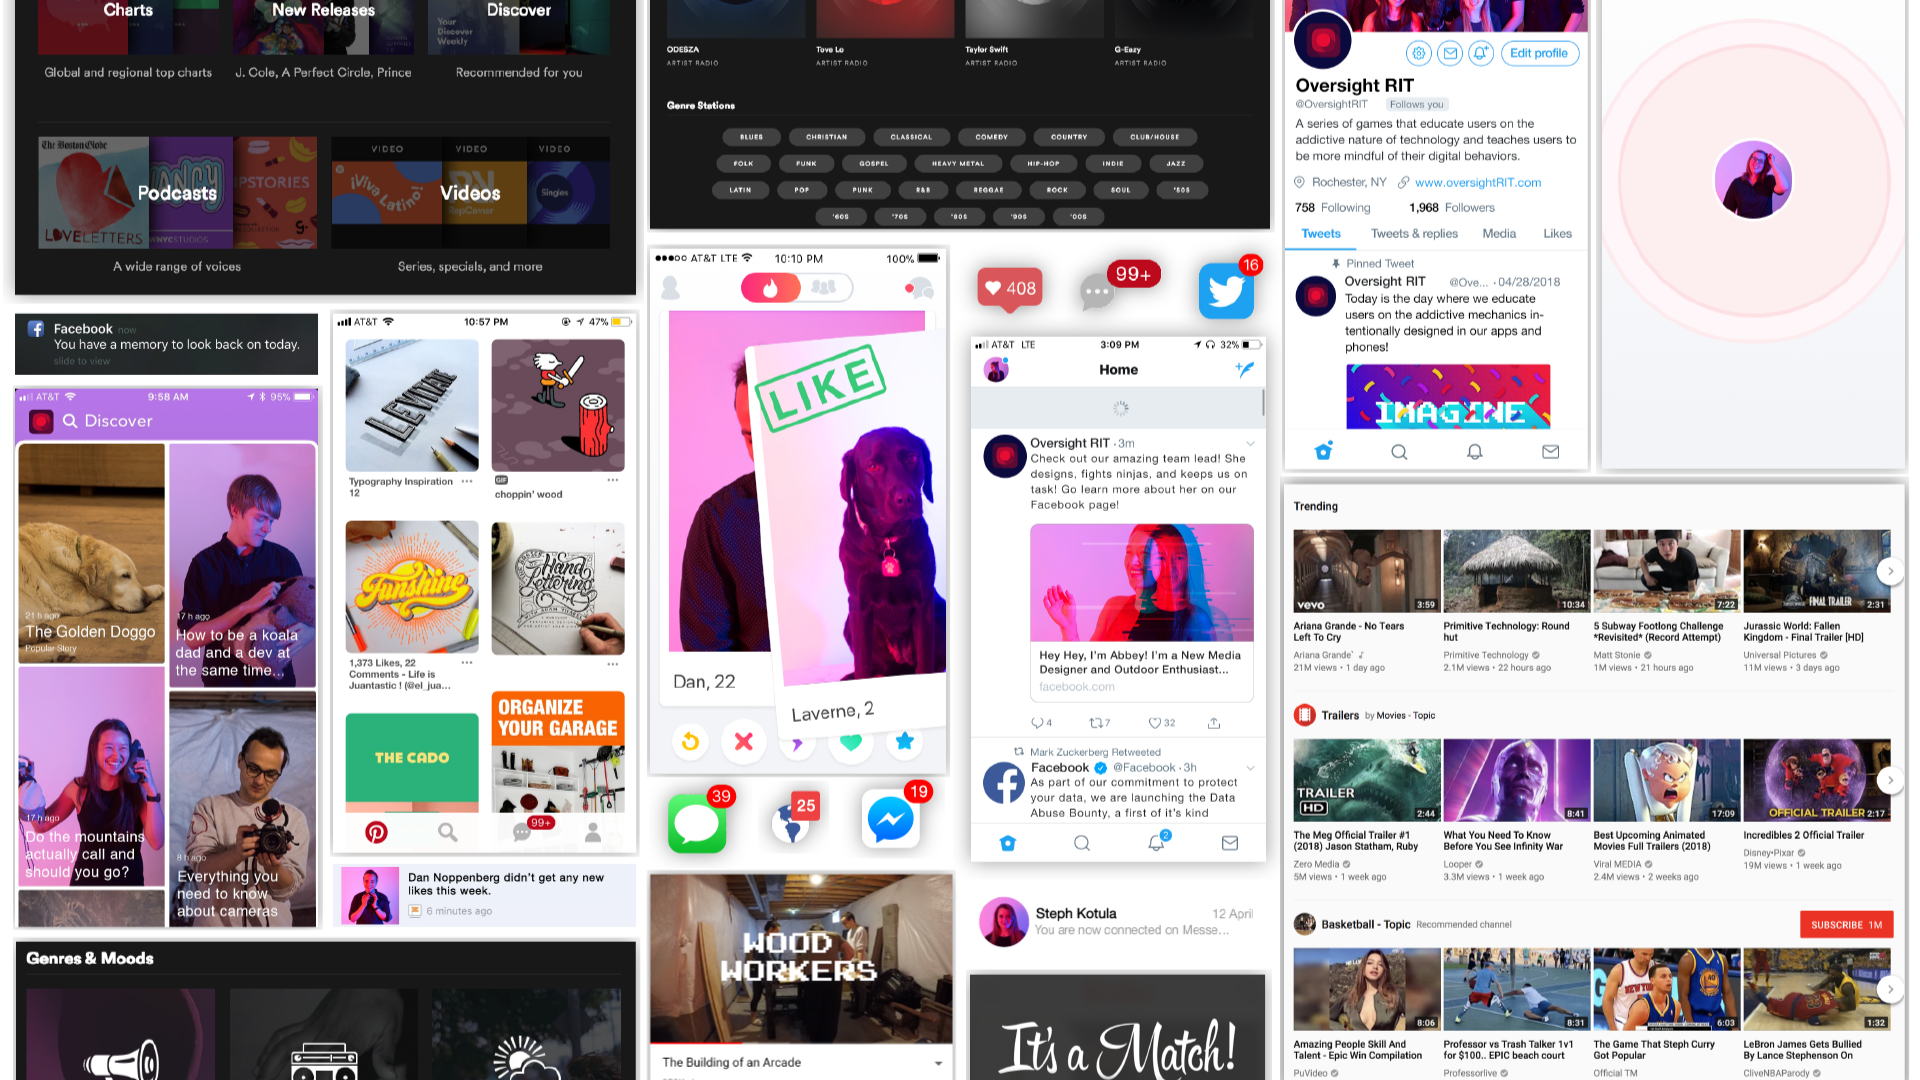 Charts
New Releases
Discover
Your
Discover
Weekly
Global and regional top charts
J. Cole, A Perfect Circle, Prince
Recommended for you
The Boston Globe
LOVELETTERS
WNYCSTUDIOS
Podcasts
VIDEO
VIDEO
VIDEO
¡Viva Latino!
Videos
Singles
A wide range of voices
Series, specials, and more
Facebook now
You have a memory to look back on today.
slide to view
AT&T 9:58 AM 95%
Discover
21 h ago
The Golden Doggo
Popular Story
17 h ago
How to be a koala
dad and a dev at
the same time...
17 h ago
Do the mountains
actually call and
should you go?
8 h ago
Everything you
need to know
about cameras
Genres & Moods
AT&T 10:57 PM 47%
Typography Inspiration
12
GIF
choppin' wood
Funshine
Hand
Lettering
1,373 Likes, 22
Comments - Life is
Juantastic ! (@el_jua...
ORGANIZE
YOUR GARAGE
THE CADO
99+
Dan Noppenberg didn't get any new
likes this week.
6 minutes ago
ODESZA
ARTIST RADIO
Tove Lo
ARTIST RADIO
Taylor Swift
ARTIST RADIO
G-Eazy
ARTIST RADIO
Genre Stations
BLUES CHRISTIAN CLASSICAL COMEDY COUNTRY CLUB/HOUSE
FOLK FUNK GOSPEL HEAVY METAL HIP-HOP INDIE JAZZ
LATIN POP PUNK R&B REGGAE ROCK SOUL '50S
'60S '70S '80S '90S '00S
AT&T LTE 10:10 PM 100%
LIKE
Dan, 22
Laverne, 2
39
25
19
WOOD
WORKERS
The Building of an Arcade
408
99+
16
AT&T LTE 3:09 PM 32%
Home
Oversight RIT · 3m
Check out our amazing team lead! She
designs, fights ninjas, and keeps us on
task! Go learn more about her on our
Facebook page!
Hey Hey, I'm Abbey! I'm a New Media
Designer and Outdoor Enthusiast...
facebook.com
4 7 32
Mark Zuckerberg Retweeted
Facebook @Facebook · 3h
As part of our commitment to protect
your data, we are launching the Data
Abuse Bounty, a first of it's kind
2
Steph Kotula 12 April
You are now connected on Messe...
It's a Match!
Edit profile
Oversight RIT
@OversightRIT Follows you
A series of games that educate users on the
addictive nature of technology and teaches users to
be more mindful of their digital behaviors.
Rochester, NY www.oversightRIT.com
758 Following 1,968 Followers
Tweets Tweets & replies Media Likes
Pinned Tweet
Oversight RIT @Ove... · 04/28/2018
Today is the day where we educate
users on the addictive mechanics in-
tentionally designed in our apps and
phones!
IMAGINE
Trending
vevo 3:59
10:34
7:22
FINAL TRAILER 2:31
Ariana Grande - No Tears
Left To Cry
Ariana Grande
21M views • 1 day ago
Primitive Technology: Round
hut
Primitive Technology
2.1M views • 22 hours ago
5 Subway Footlong Challenge
*Revisited* (Record Attempt)
Matt Stonie
1M views • 21 hours ago
Jurassic World: Fallen
Kingdom - Final Trailer [HD]
Universal Pictures
11M views • 3 days ago
Trailers by Movies - Topic
TRAILER
HD 2:44
8:41
17:09
OFFICIAL TRAILER 2:17
The Meg Official Trailer #1
(2018) Jason Statham, Ruby
Zero Media
5M views • 1 week ago
What You Need To Know
Before You See Infinity War
Looper
3.3M views • 1 week ago
Best Upcoming Animated
Movies Full Trailers (2018)
Viral MEDIA
2.4M views • 2 weeks ago
Incredibles 2 Official Trailer
Disney•Pixar
19M views • 1 week ago
Basketball - Topic Recommended channel
SUBSCRIBE 1M
8:06
8:31
6:03
1:32
Amazing People Skill And
Talent - Epic Win Compilation
PuVideo
Professor vs Trash Talker 1v1
for $100.. EPIC beach court
Professorlive
The Game That Steph Curry
Got Popular
Official TM
LeBron James Gets Bullied
By Lance Stephenson On
CliveNBAParody